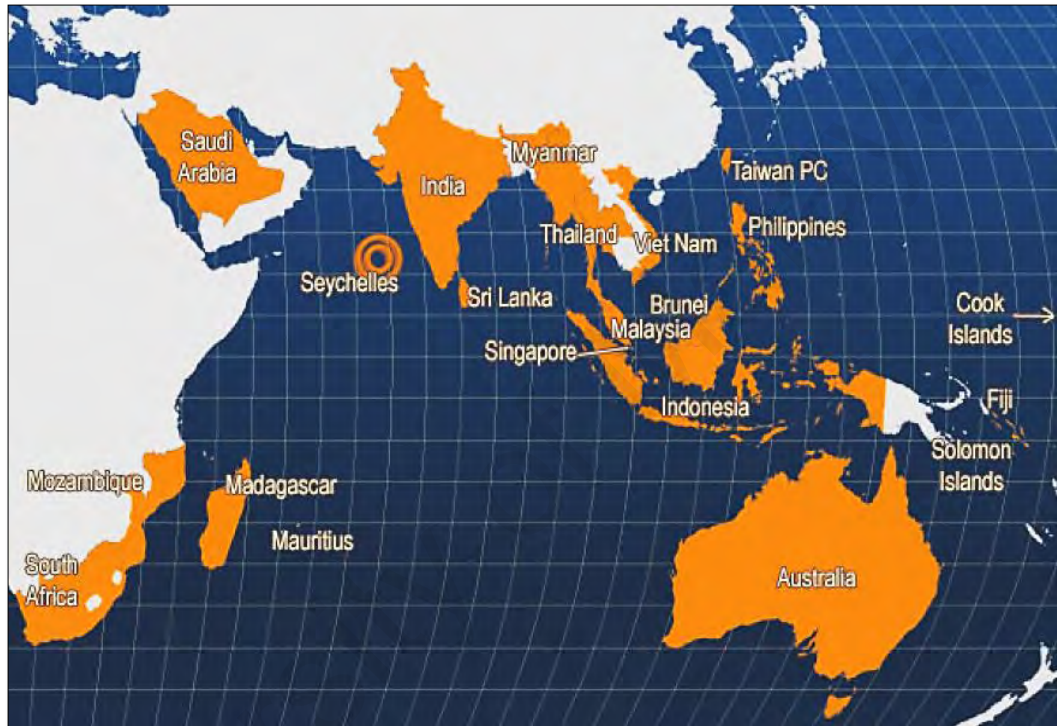 Saudi
Arabia
Myanmar
Taiwan PC
India
Philippines
Thailand
Viet Nam
Seychelles
Sri Lanka
Brunei
Cook
Islands
Malaysia
Singapore
Indonesia
Fiji
Solomon
Islands
Mozambique
Madagascar
Mauritius
South
Africa
Australia